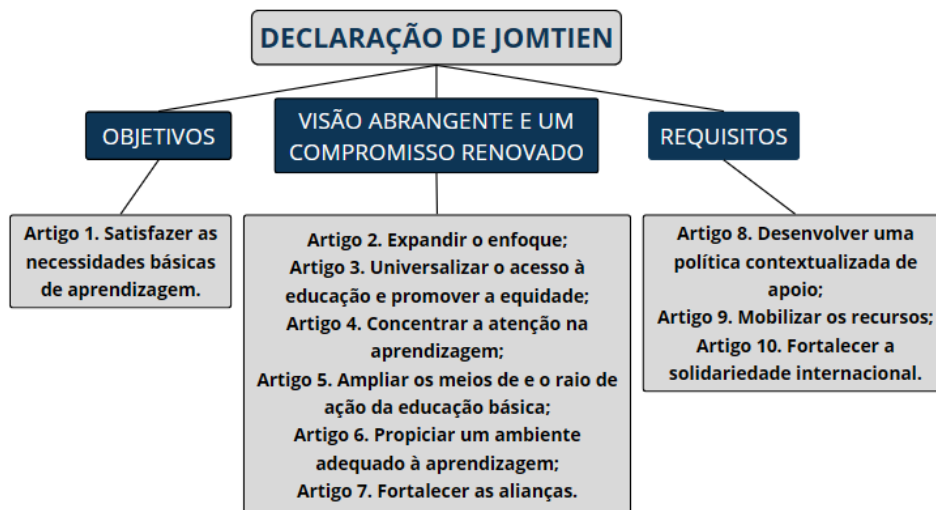 DECLARAÇÃO DE JOMTIEN
OBJETIVOS
VISÃO ABRANGENTE E UM
COMPROMISSO RENOVADO
REQUISITOS
Artigo 1. Satisfazer as
necessidades básicas
de aprendizagem.
Artigo 2. Expandir o enfoque;
Artigo 3. Universalizar o acesso à
educação e promover a equidade;
Artigo 4. Concentrar a atenção na
aprendizagem;
Artigo 5. Ampliar os meios de e o raio de
ação da educação básica;
Artigo 6. Propiciar um ambiente
adequado à aprendizagem;
Artigo 7. Fortalecer as alianças.
Artigo 8. Desenvolver uma
política contextualizada de
apoio;
Artigo 9. Mobilizar os recursos;
Artigo 10. Fortalecer a
solidariedade internacional.